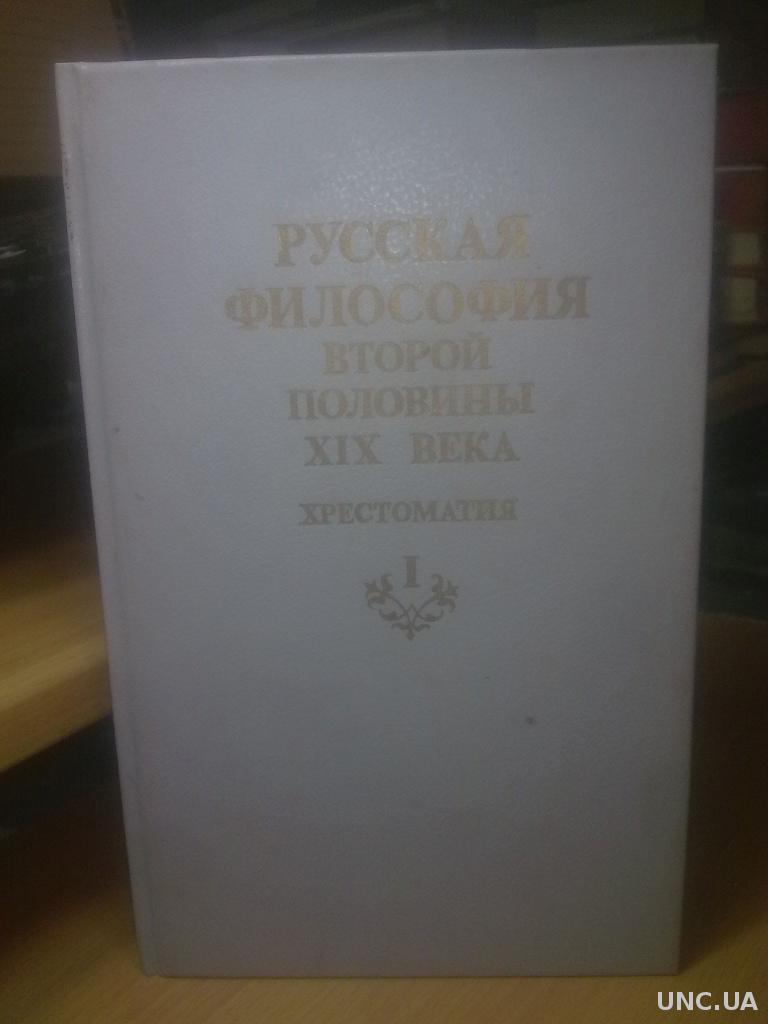 РУССКАЯ
ФИЛОСОФИЯ
ВТОРОЙ
ПОЛОВИНЫ
XIX ВЕКА
ХРЕСТОМАТИЯ
I
UNC.UA